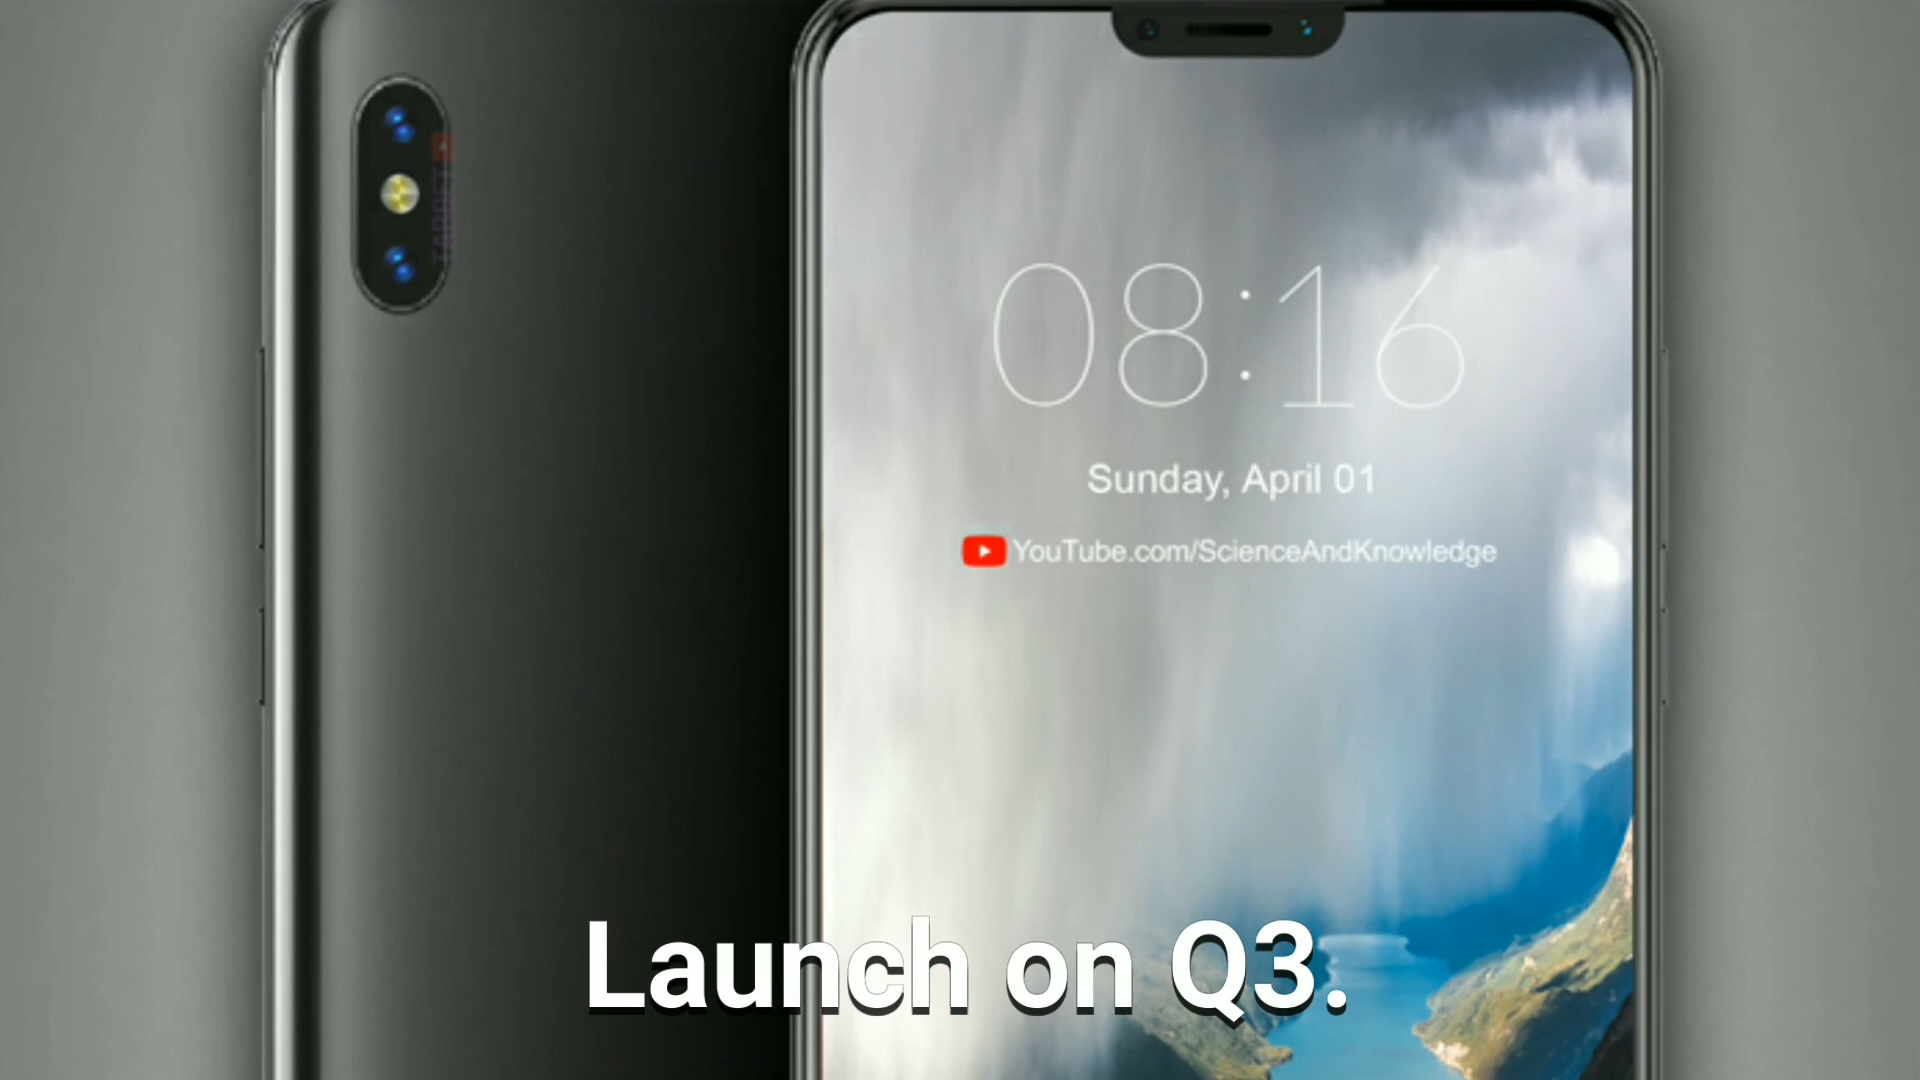 08:16
Sunday, April 01
YouTube.com/ScienceAndKnowledge
Launch on Q3.